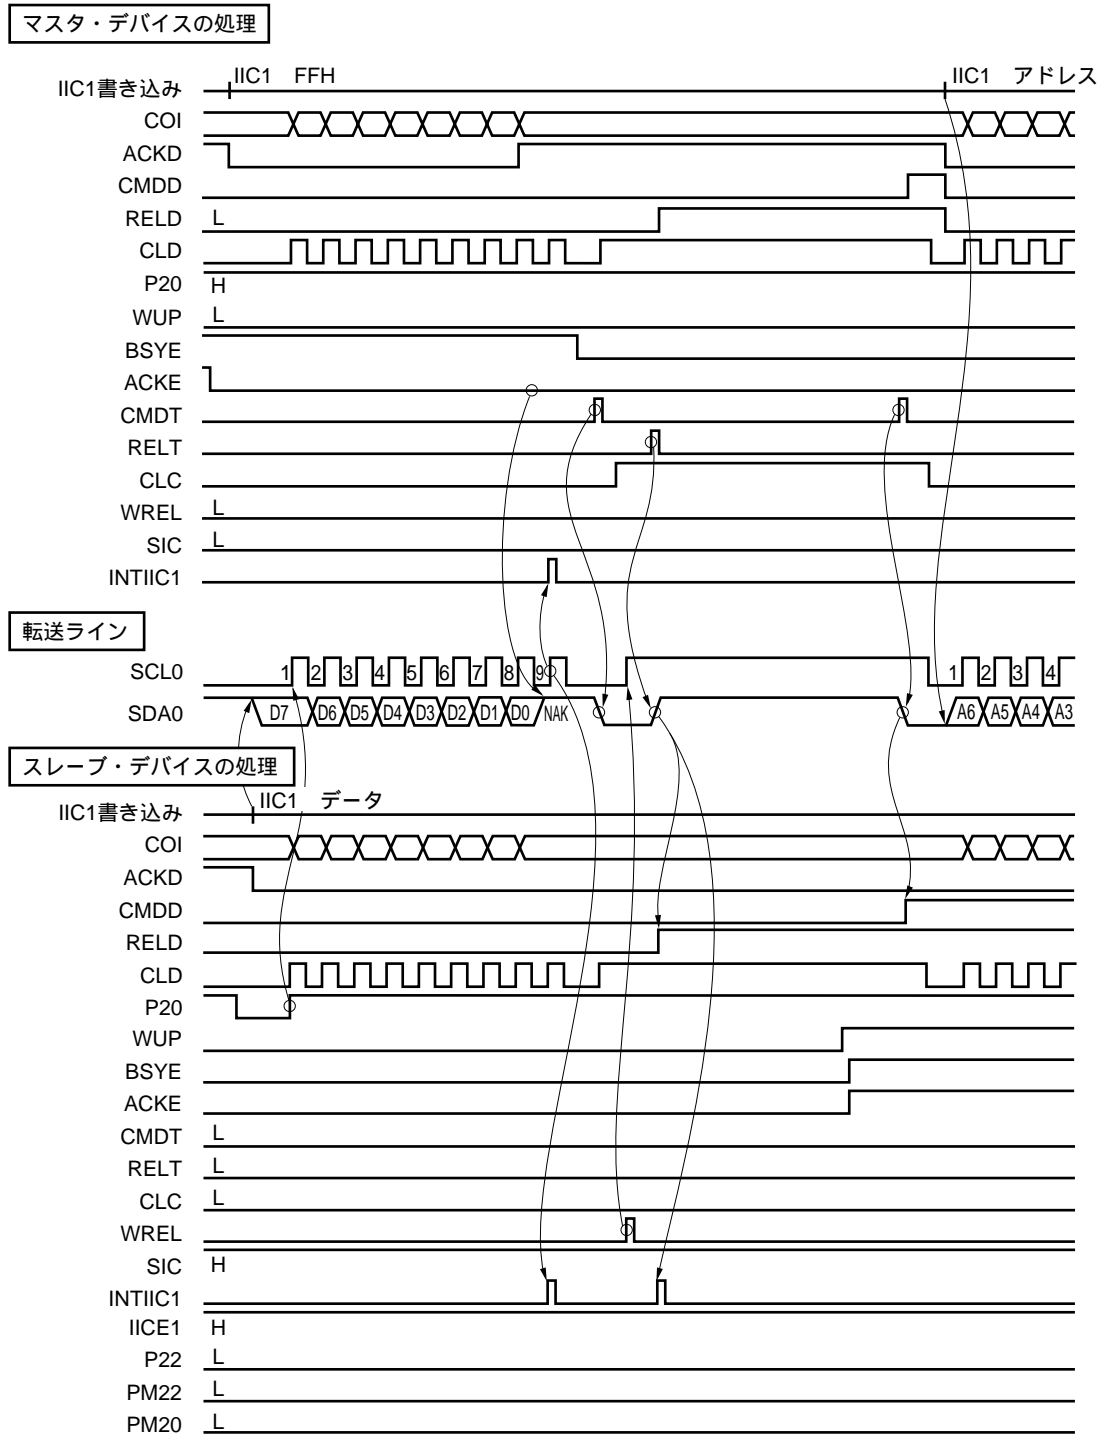 マスタ・デバイスの処理
IIC1書き込み IIC1 FFH IIC1 アドレス
COI
ACKD
CMDD
RELD L
CLD
P20 H
WUP L
BSYE
ACKE
CMDT
RELT
CLC
WREL L
SIC L
INTIIC1
転送ライン
SCL0 1 2 3 4 5 6 7 8 9 1 2 3 4
SDA0 D7 D6 D5 D4 D3 D2 D1 D0 NAK A6 A5 A4 A3
スレーブ・デバイスの処理
IIC1書き込み IIC1 データ
COI
ACKD
CMDD
RELD
CLD
P20
WUP
BSYE
ACKE
CMDT L
RELT L
CLC L
WREL
SIC H
INTIIC1
IICE1 H
P22 L
PM22 L
PM20 L